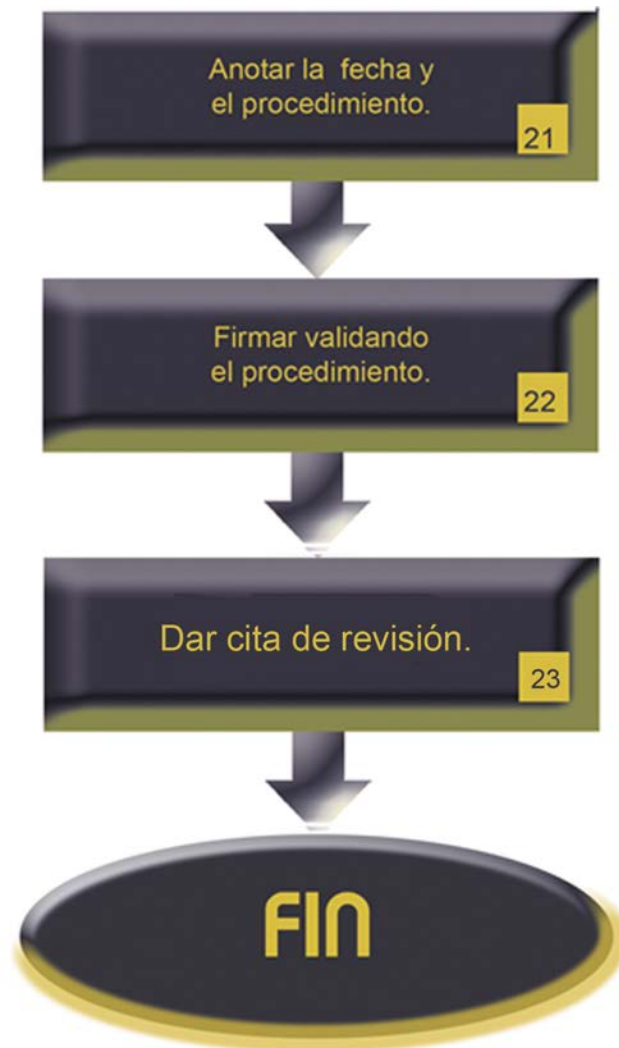 Anotar la fecha y
el procedimiento.
21
Firmar validando
el procedimiento.
22
Dar cita de revisión.
23
FIN